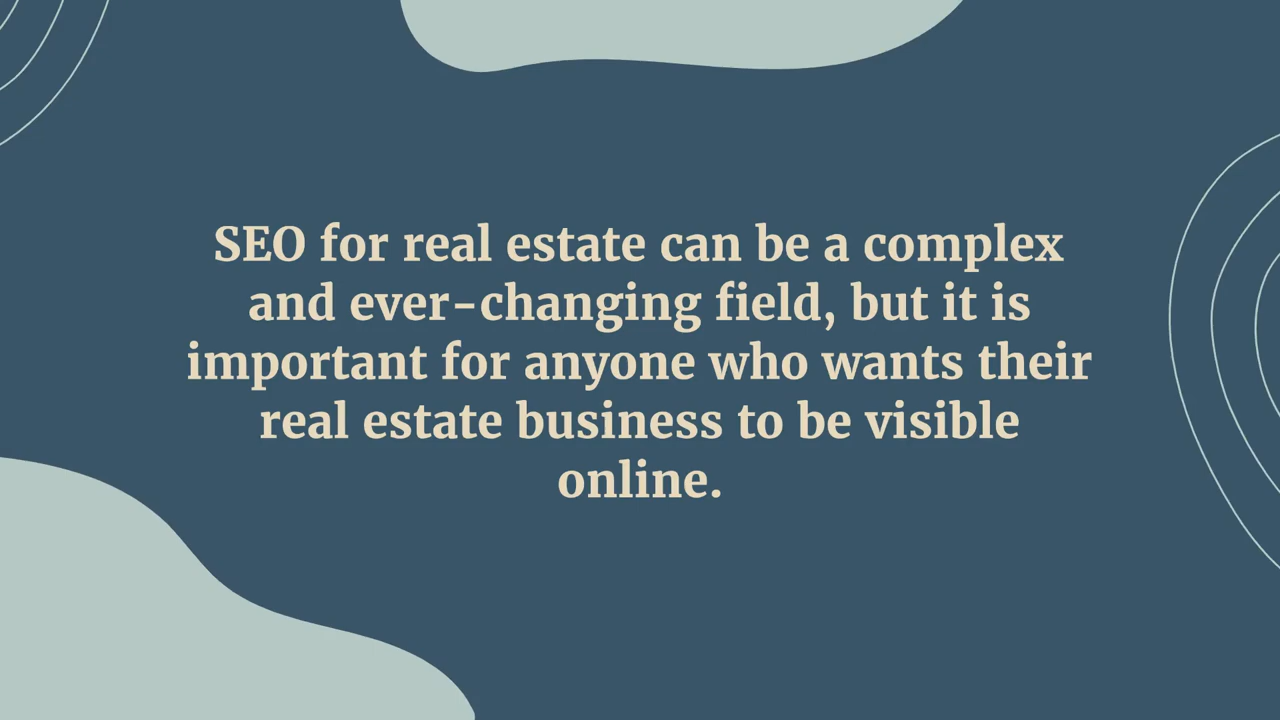 SEO for real estate can be a complex
and ever-changing field, but it is
important for anyone who wants their
real estate business to be visible
online.